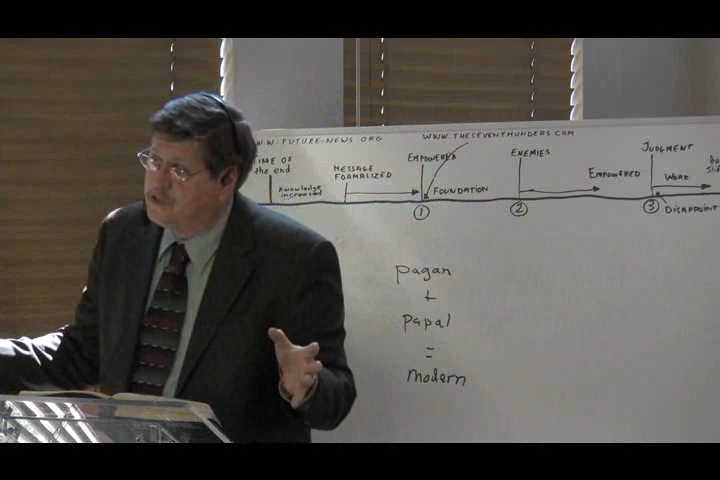 WW.FUTURE-NEWS.ORG WWW.THESEVENTHUNDERS.COM
TIME OF
the end
Knowledge
increased
MESSAGE
FORMALIZED
EMPOWERED
FOUNDATION
ENEMIES
EMPOWERED
JUDGMENT
WORK
DISAPPOINT
1 2 3
pagan
+
papal
=
modern